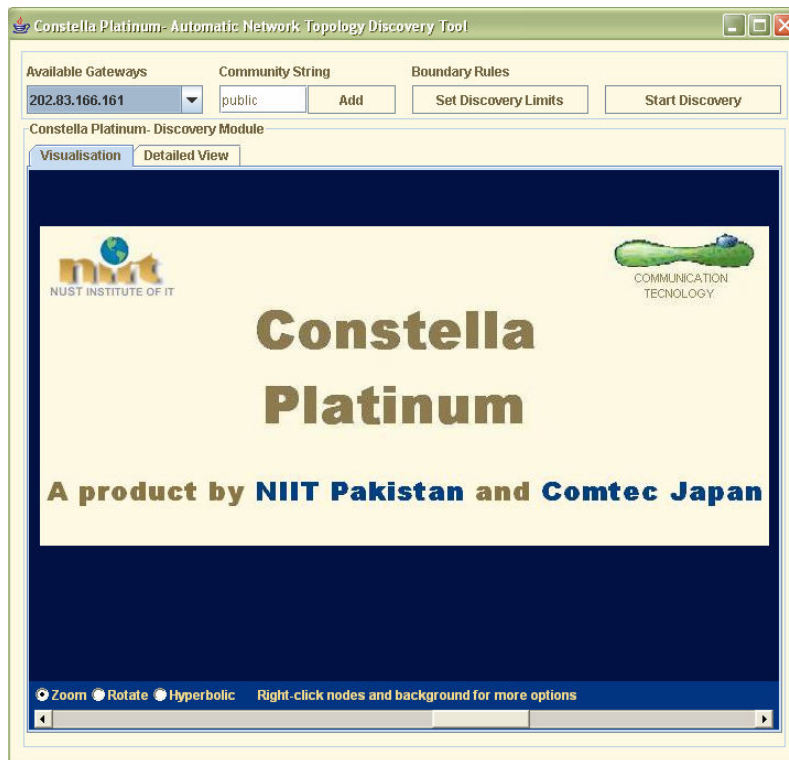 Constella Platinum- Automatic Network Topology Discovery Tool
Available Gateways Community String Boundary Rules
202.83.166.161 public Add Set Discovery Limits Start Discovery
Constella Platinum- Discovery Module
Visualisation Detailed View
niit
NUST INSTITUTE OF IT
COMMUNICATION
TECNOLOGY
Constella
Platinum
A product by NIIT Pakistan and Comtec Japan
Zoom Rotate Hyperbolic Right-click nodes and background for more options